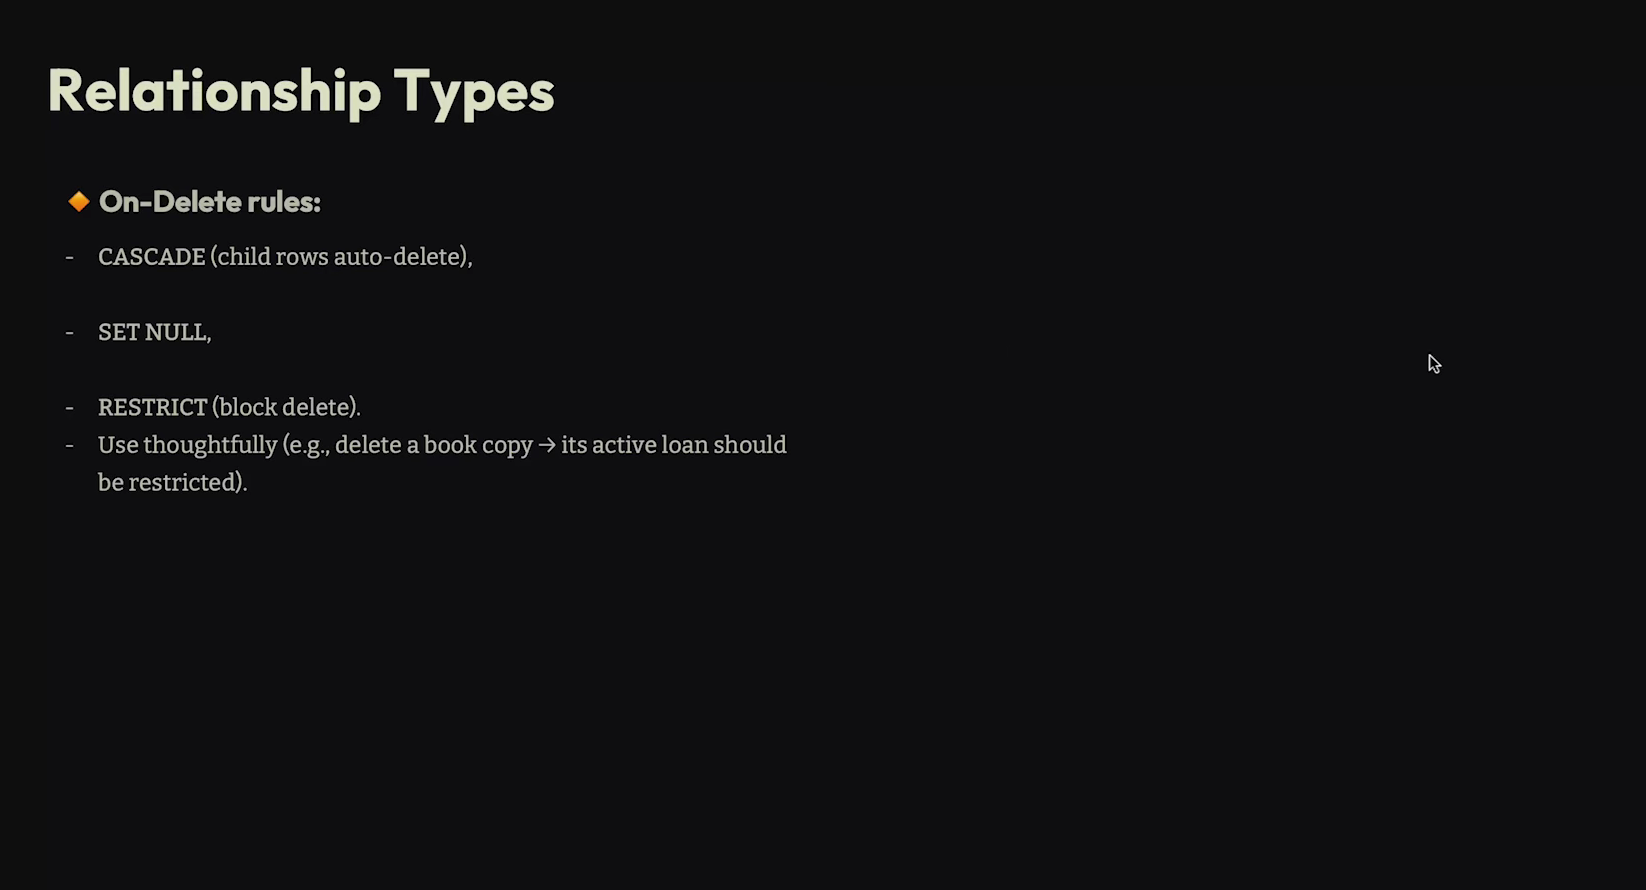 Relationship Types
🔸 On-Delete rules:
- CASCADE (child rows auto-delete),
- SET NULL,
- RESTRICT (block delete).
- Use thoughtfully (e.g., delete a book copy → its active loan should
be restricted).